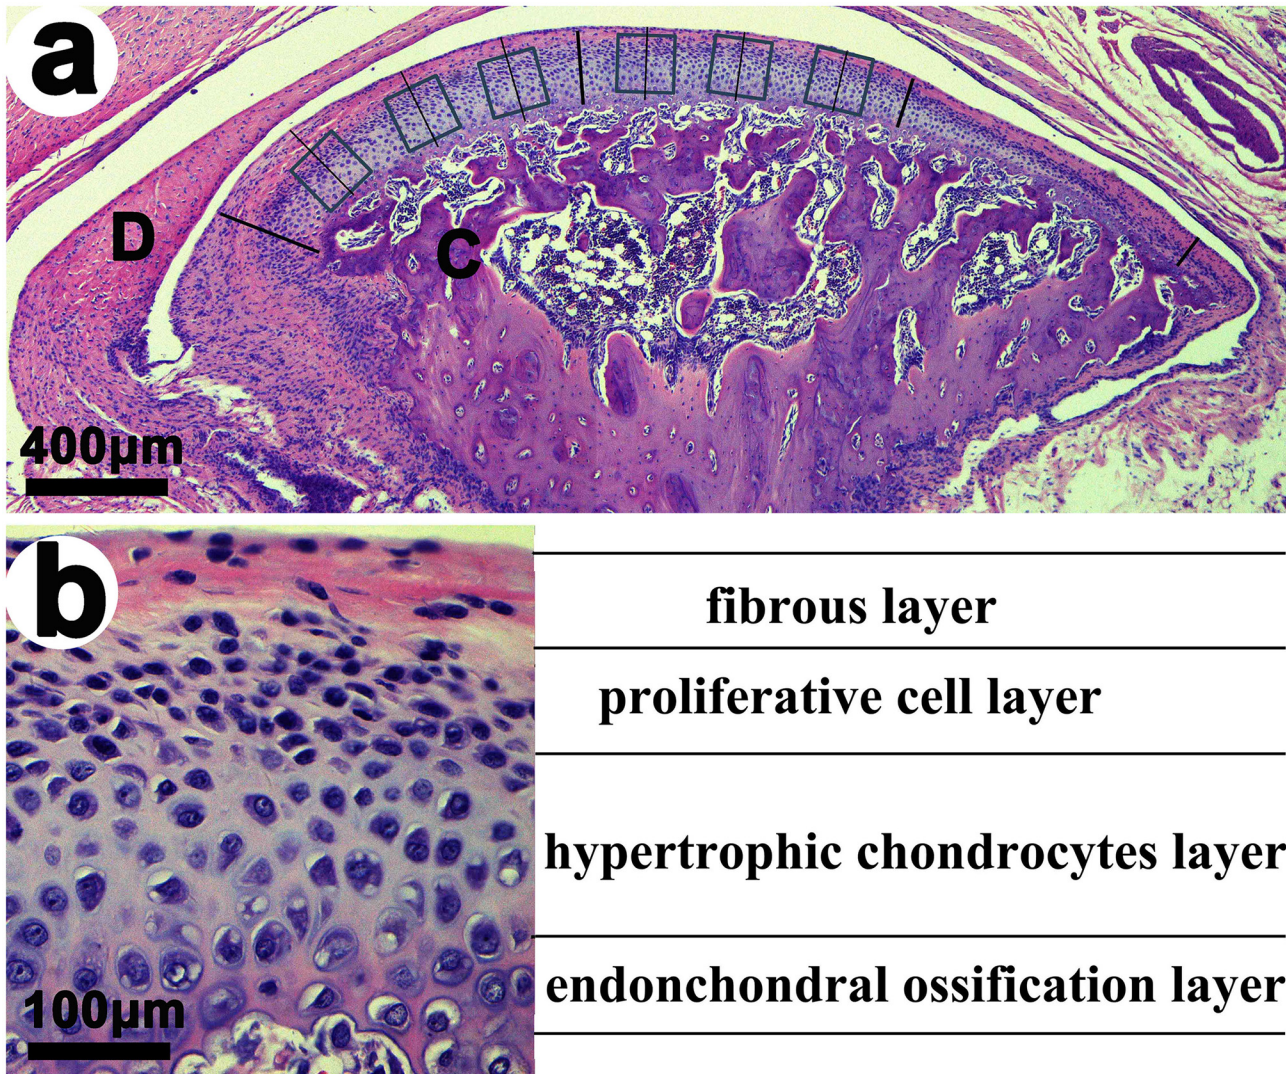 a
D
C
400µm
b
fibrous layer
proliferative cell layer
hypertrophic chondrocytes layer
endonchondral ossification layer
100µm